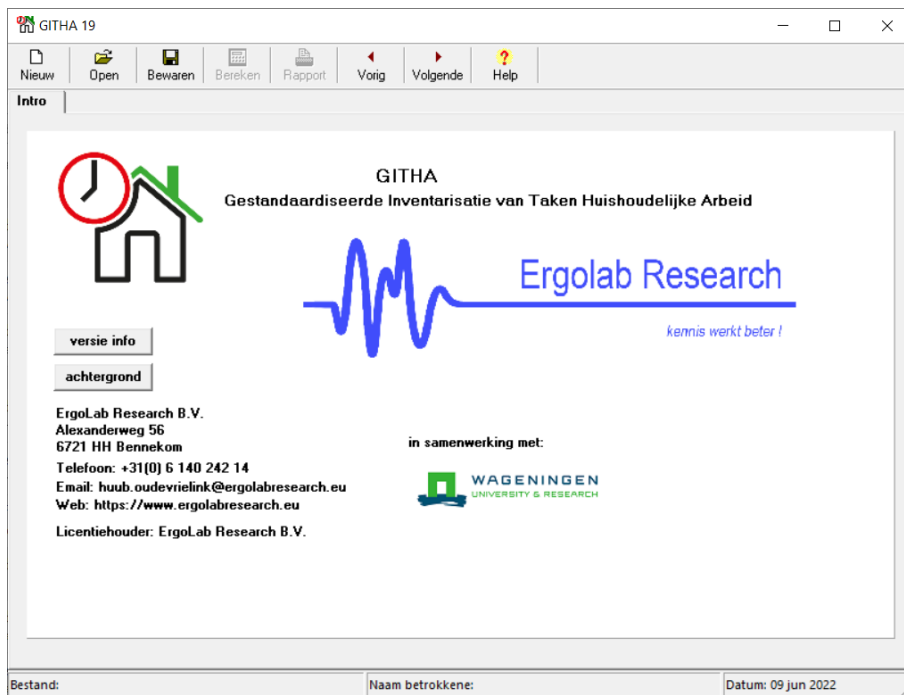 GITHA 19
Nieuw
Open
Bewaren
Bereken
Rapport
Vorig
Volgende
Help
Intro
GITHA
Gestandaardiseerde Inventarisatie van Taken Huishoudelijke Arbeid
Ergolab Research
kennis werkt beter !
versie info
achtergrond
ErgoLab Research B.V.
Alexanderweg 56
6721 HH Bennekom
Telefoon: +31(0) 6 140 242 14
Email: huub.oudevrielink@ergolabresearch.eu
Web: https://www.ergolabresearch.eu
Licentiehouder: ErgoLab Research B.V.
in samenwerking met:
WAGENINGEN
UNIVERSITY & RESEARCH
Bestand:
Naam betrokkene:
Datum: 09 jun 2022